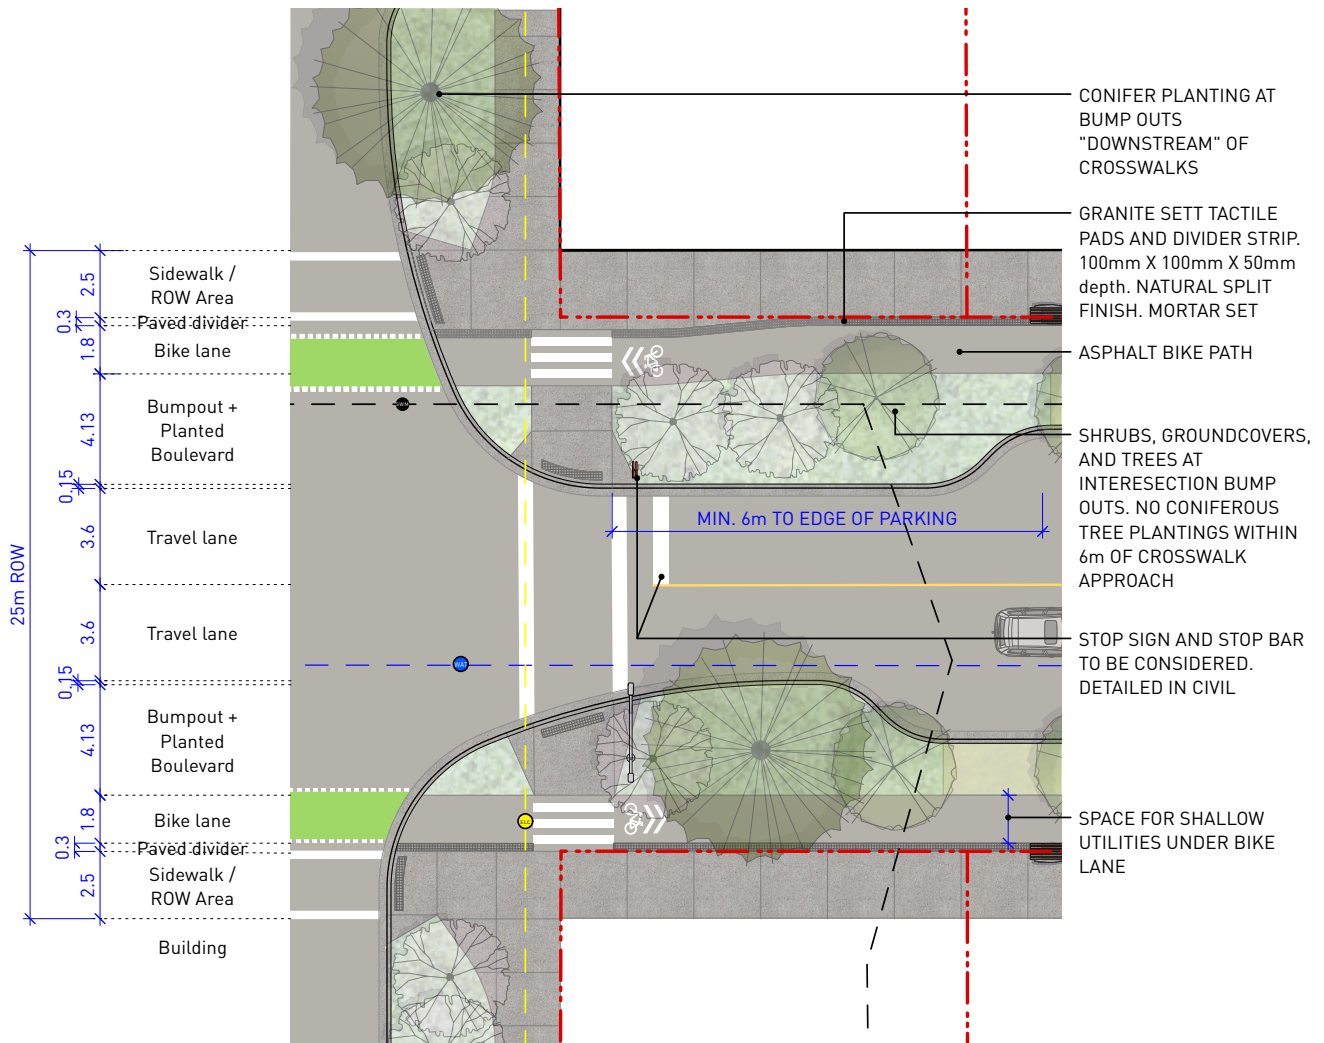 CONIFER PLANTING AT
BUMP OUTS
"DOWNSTREAM" OF
CROSSWALKS
GRANITE SETT TACTILE
PADS AND DIVIDER STRIP.
100mm X 100mm X 50mm
depth. NATURAL SPLIT
FINISH. MORTAR SET
ASPHALT BIKE PATH
SHRUBS, GROUNDCOVERS,
AND TREES AT
INTERESECTION BUMP
OUTS. NO CONIFEROUS
TREE PLANTINGS WITHIN
6m OF CROSSWALK
APPROACH
STOP SIGN AND STOP BAR
TO BE CONSIDERED.
DETAILED IN CIVIL
SPACE FOR SHALLOW
UTILITIES UNDER BIKE
LANE
25m ROW
2.5
Sidewalk /
ROW Area
0.3
Paved divider
1.8
Bike lane
4.13
Bumpout +
Planted
Boulevard
0.15
3.6
Travel lane
3.6
Travel lane
0.15
4.13
Bumpout +
Planted
Boulevard
1.8
Bike lane
0.3
Paved divider
2.5
Sidewalk /
ROW Area
Building
MIN. 6m TO EDGE OF PARKING
WAT
ELC